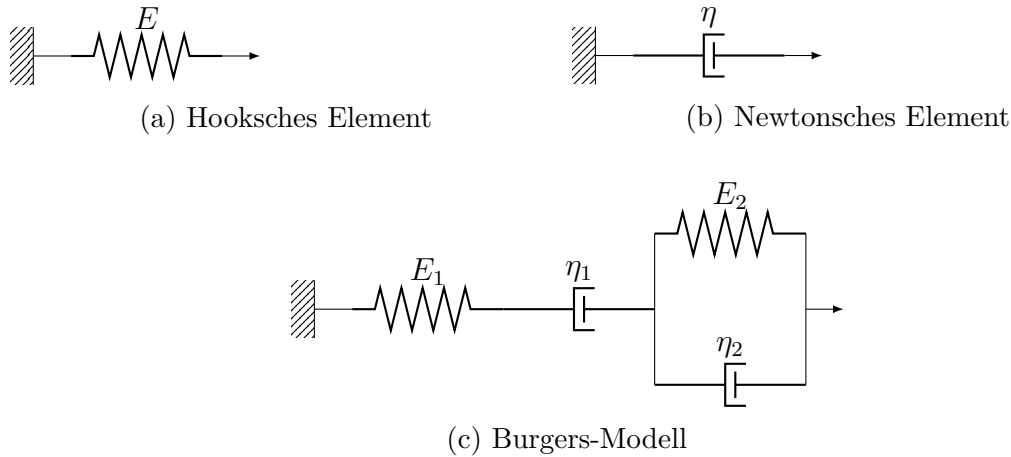 E
η
(a) Hooksches Element
(b) Newtonsches Element
E₂
E₁
η₁
η₂
(c) Burgers-Modell